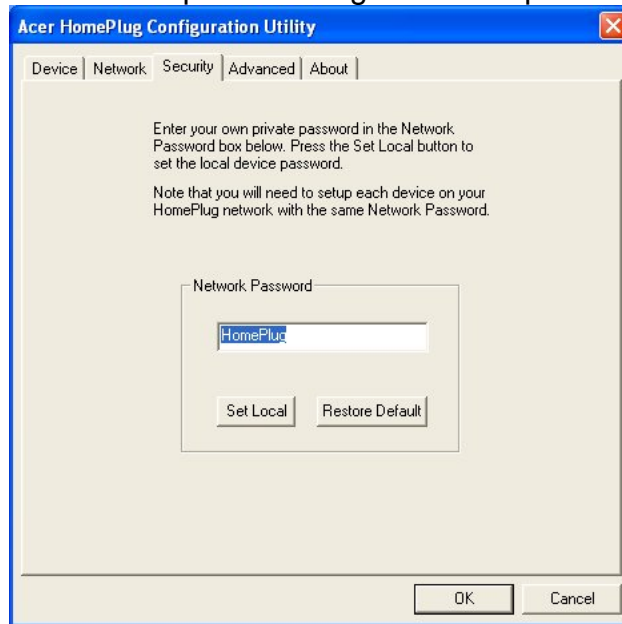 Acer HomePlug Configuration Utility
Device Network Security Advanced About
Enter your own private password in the Network
Password box below. Press the Set Local button to
set the local device password.
Note that you will need to setup each device on your
HomePlug network with the same Network Password.
Network Password
HomePlug
Set Local Restore Default
OK Cancel